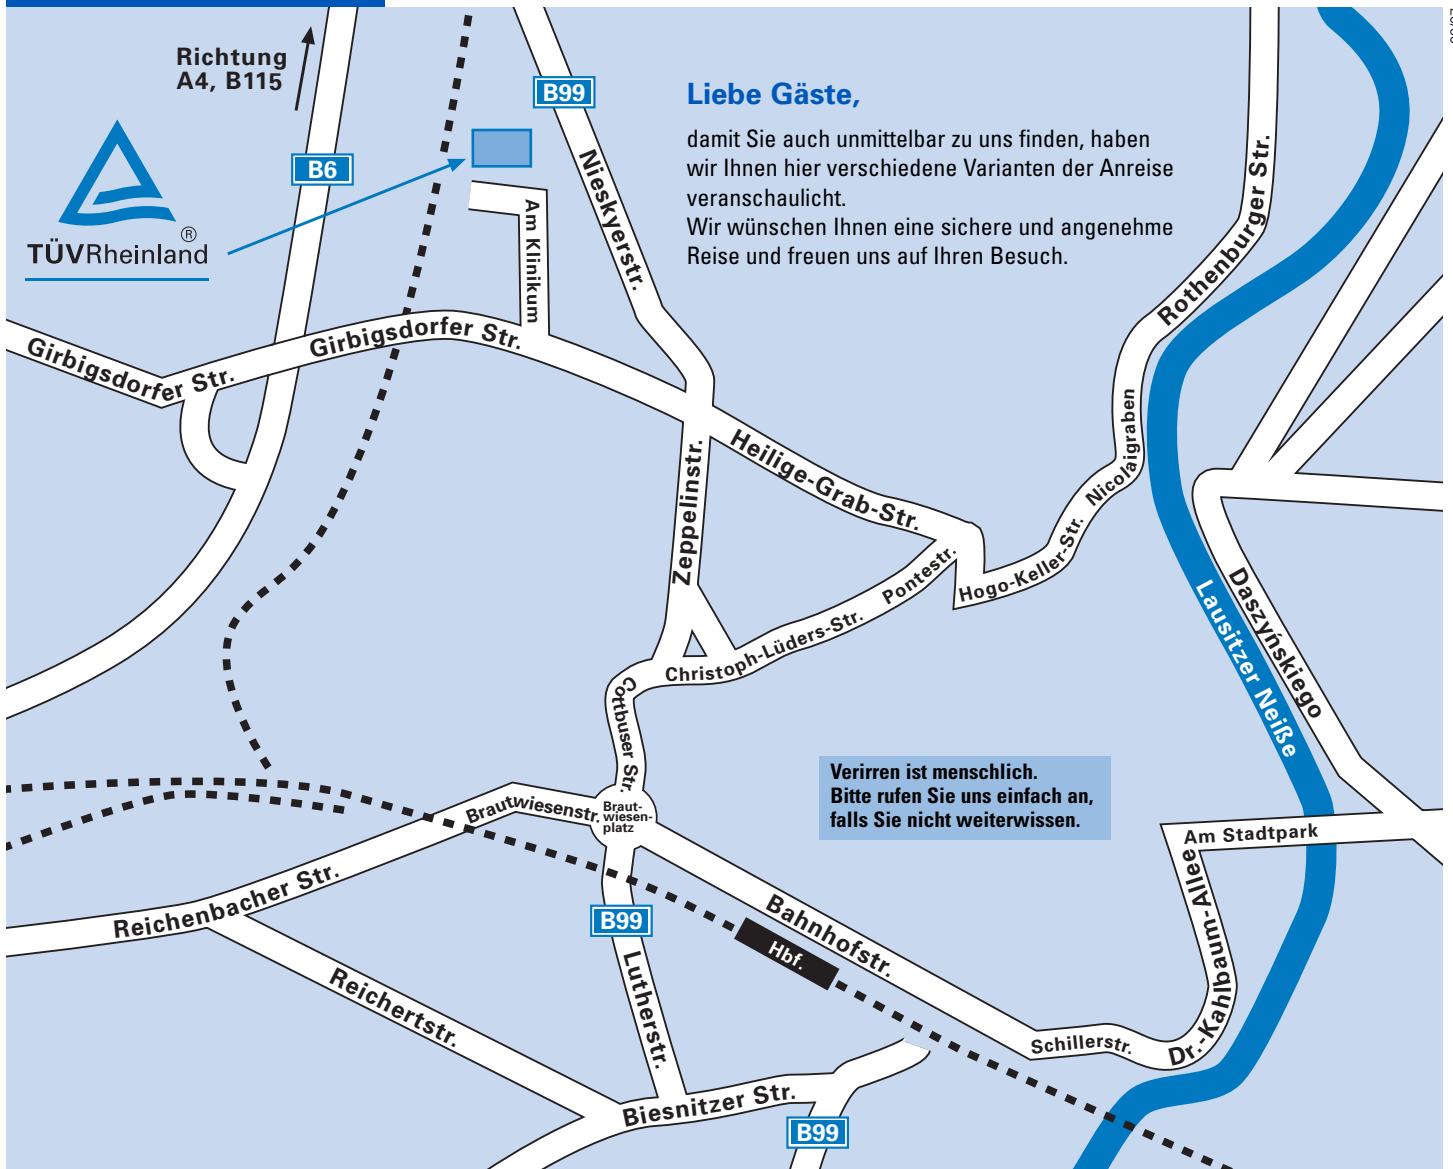 Richtung
A4, B115
B6
B99
TÜVRheinland
®
Liebe Gäste,
damit Sie auch unmittelbar zu uns finden, haben
wir Ihnen hier verschiedene Varianten der Anreise
veranschaulicht.
Wir wünschen Ihnen eine sichere und angenehme
Reise und freuen uns auf Ihren Besuch.
Nieskyerstr.
Am Klinikum
Rothenburger Str.
Girbigsdorfer Str.
Girbigsdorfer Str.
Heilige-Grab-Str.
Zeppelinstr.
Nicolaigraben
Hogo-Keller-Str.
Pontestr.
Christoph-Lüders-Str.
Daszyńskiego
Lausitzer Neiße
Cottbuser Str.
Brautwiesenstr.
Braut-
wiesen-
platz
Verirren ist menschlich.
Bitte rufen Sie uns einfach an,
falls Sie nicht weiterwissen.
Am Stadtpark
Dr.-Kahlbaum-Allee
Reichenbacher Str.
B99
Bahnhofstr.
Hbf.
Reichertstr.
Lutherstr.
Schillerstr.
Biesnitzer Str.
B99